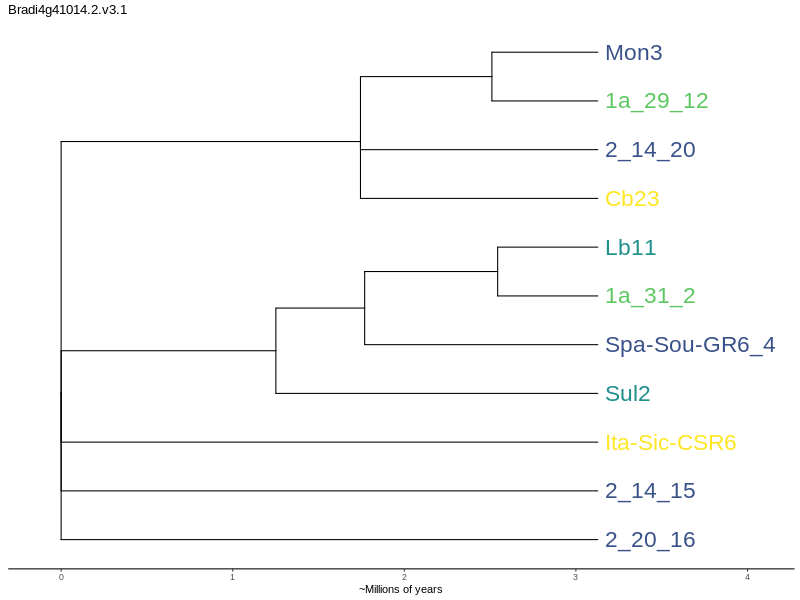 Bradi4g41014.2.v3.1
Mon3
1a_29_12
2_14_20
Cb23
Lb11
1a_31_2
Spa-Sou-GR6_4
Sul2
Ita-Sic-CSR6
2_14_15
2_20_16
0 1 2 3 4
~Millions of years